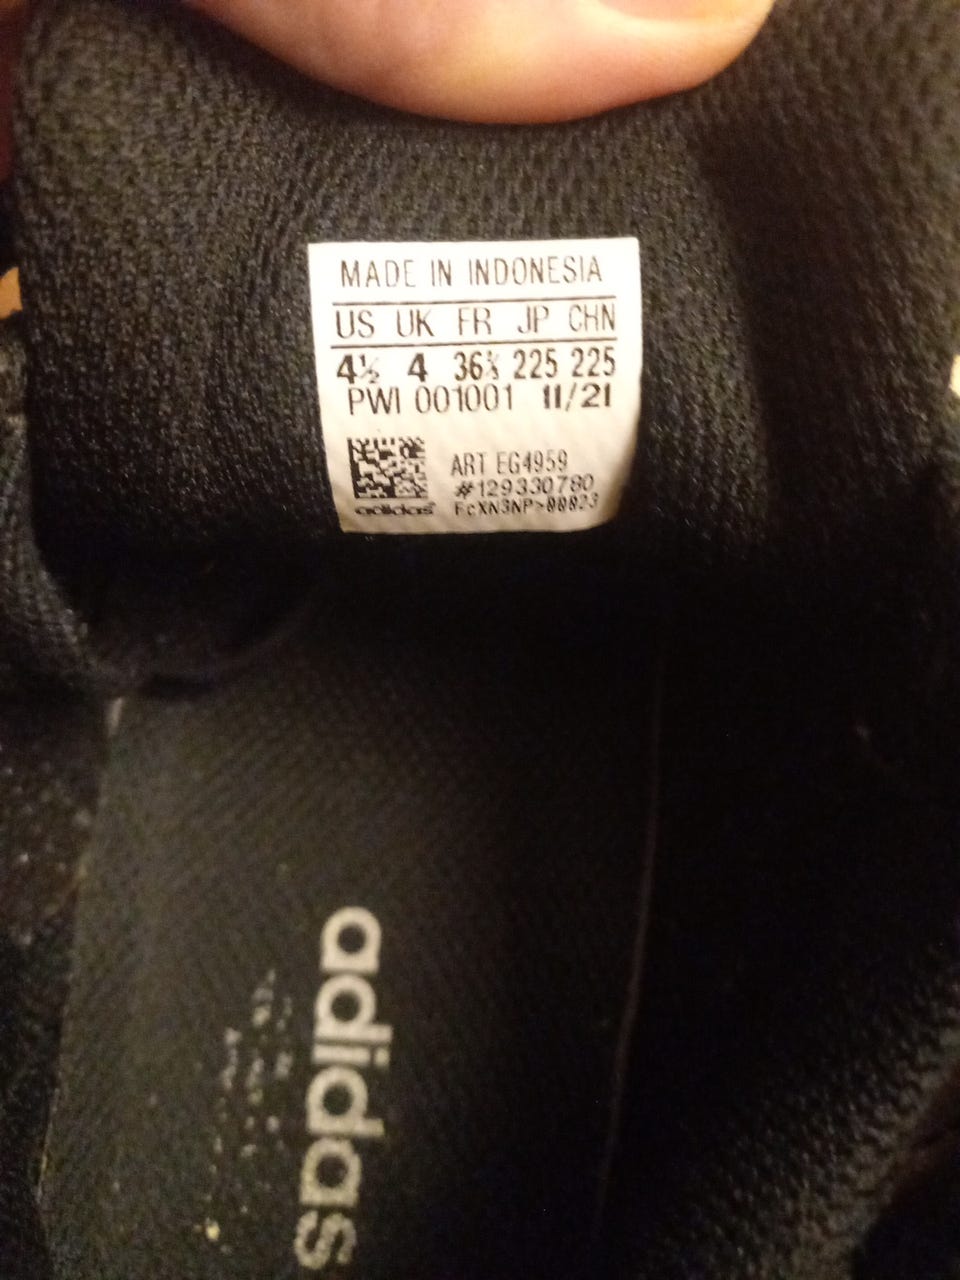 MADE IN INDONESIA
US UK FR JP CHN
4½ 4 36⅔ 225 225
PWI 001001 11/21
ART EG4959
#129330780
adidas FcXN3NP>00023
adidas